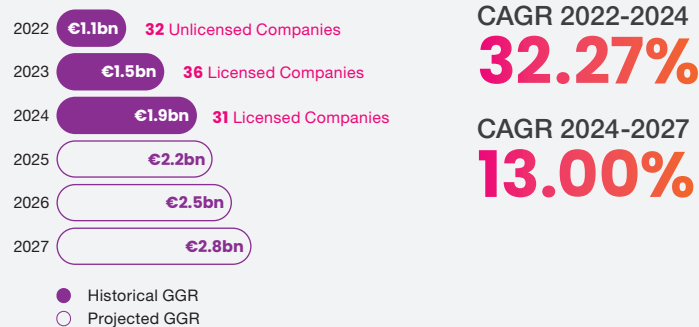 2022 €1.1bn 32 Unlicensed Companies
2023 €1.5bn 36 Licensed Companies
2024 €1.9bn 31 Licensed Companies
2025 €2.2bn
2026 €2.5bn
2027 €2.8bn
Historical GGR
Projected GGR
CAGR 2022-2024
32.27%
CAGR 2024-2027
13.00%